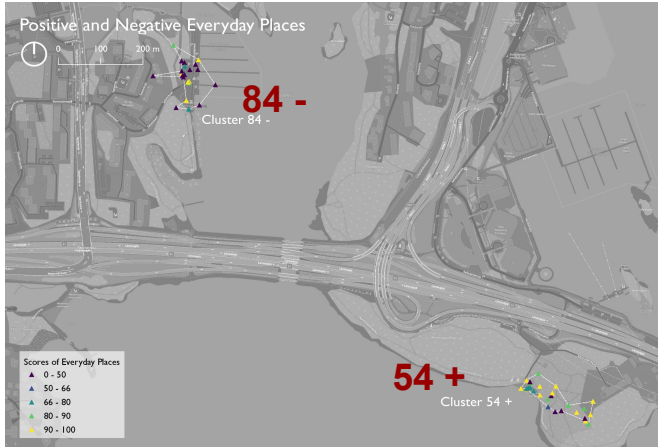 Positive and Negative Everyday Places
0 100 200 m
84 -
Cluster 84 -
54 +
Cluster 54 +
Scores of Everyday Places
0 - 50
50 - 66
66 - 80
80 - 90
90 - 100